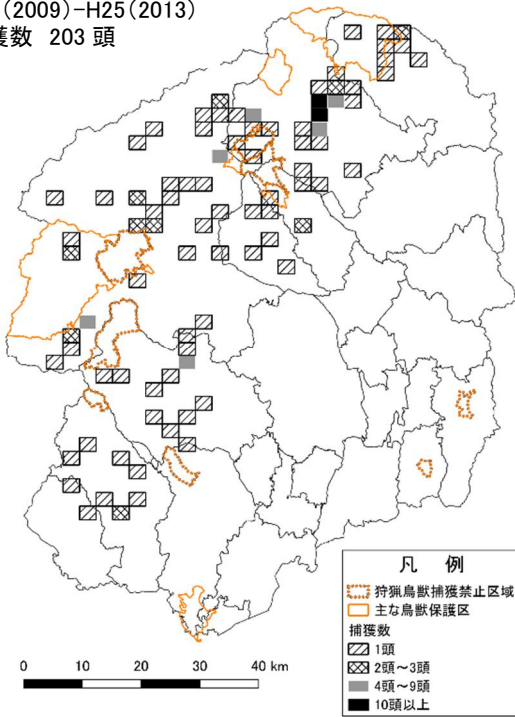 (2009)-H25(2013)
獲数 203 頭
凡 例
狩猟鳥獣捕獲禁止区域
主な鳥獣保護区
捕獲数
1頭
2頭～3頭
4頭～9頭
10頭以上
0 10 20 30 40 km